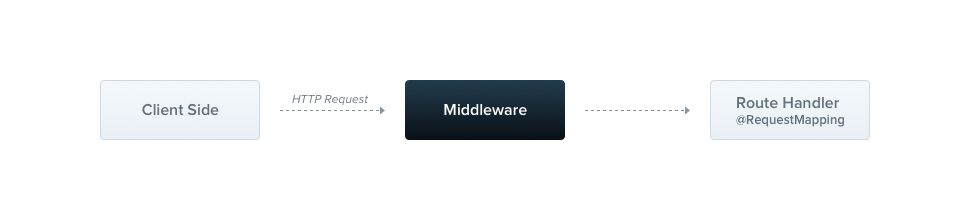 Client Side
HTTP Request
Middleware
Route Handler
@RequestMapping